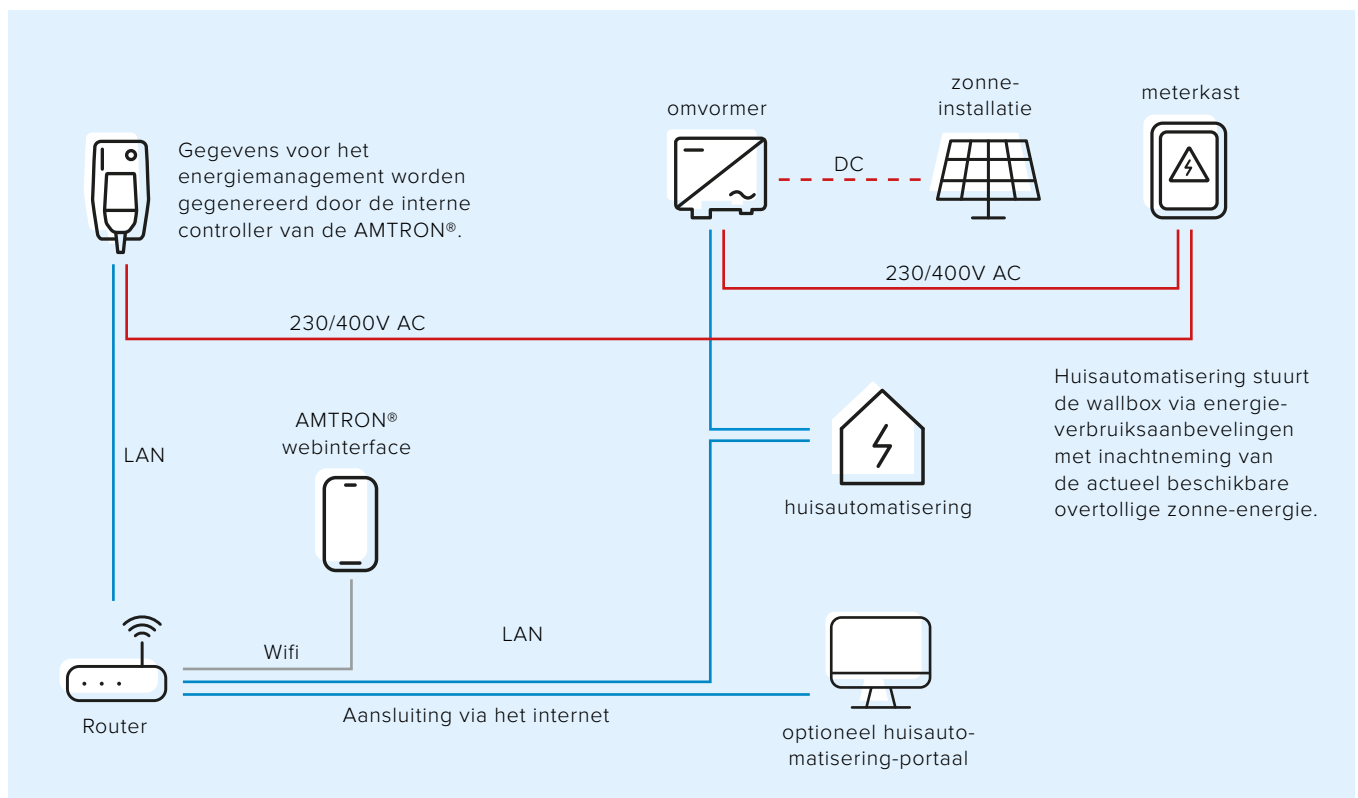 zonne-
installatie
omvormer
meterkast
Gegevens voor het
energiemanagement worden
gegenereerd door de interne
controller van de AMTRON®.
DC
230/400V AC
230/400V AC
Huisautomatisering stuurt
de wallbox via energie-
verbruiksaanbevelingen
met inachtneming van
de actueel beschikbare
overtollige zonne-energie.
AMTRON®
webinterface
LAN
huisautomatisering
LAN
Wifi
Router
Aansluiting via het internet
optioneel huisauto-
matisering-portaal